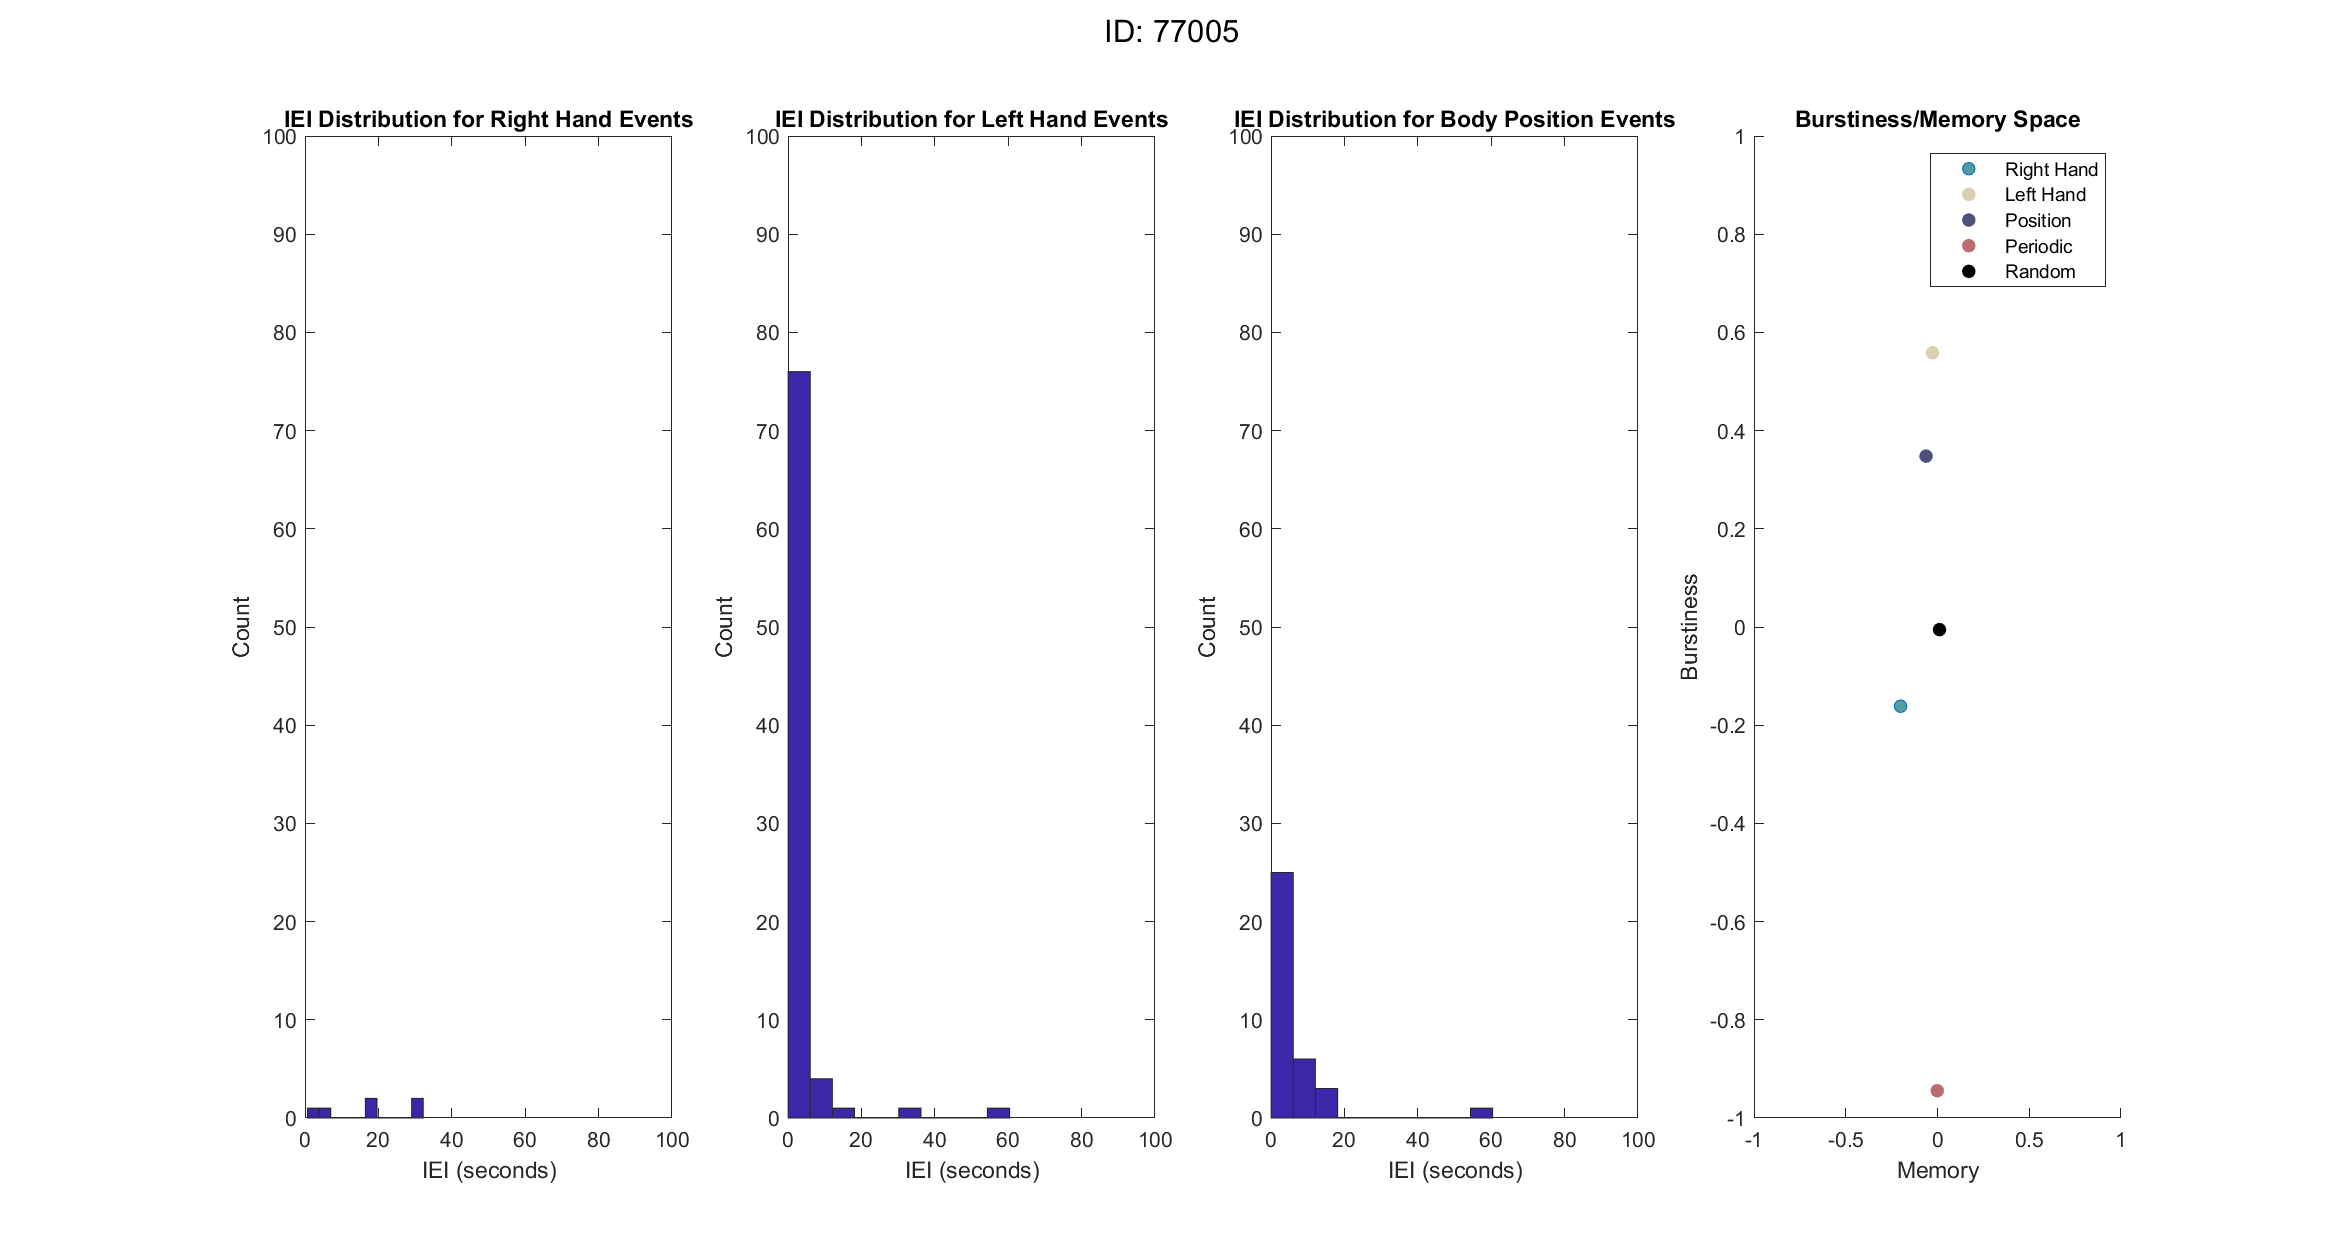 ID: 77005
IEI Distribution for Right Hand Events
100
90
80
70
60
50
40
30
20
10
0
Count
0 20 40 60 80 100
IEI (seconds)
IEI Distribution for Left Hand Events
100
90
80
70
60
50
40
30
20
10
0
Count
0 20 40 60 80 100
IEI (seconds)
IEI Distribution for Body Position Events
100
90
80
70
60
50
40
30
20
10
0
Count
0 20 40 60 80 100
IEI (seconds)
Burstiness/Memory Space
1
0.8
0.6
0.4
0.2
0
-0.2
-0.4
-0.6
-0.8
-1
Burstiness
Right Hand
Left Hand
Position
Periodic
Random
-1 -0.5 0 0.5 1
Memory